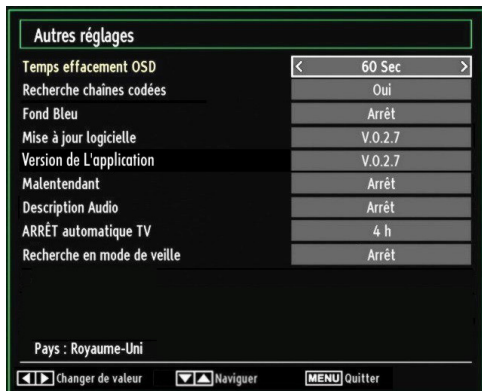 Autres réglages
Temps effacement OSD < 60 Sec >
Recherche chaînes codées Oui
Fond Bleu Arrêt
Mise à jour logicielle V.0.2.7
Version de L'application V.0.2.7
Malentendant Arrêt
Description Audio Arrêt
ARRÊT automatique TV 4 h
Recherche en mode de veille Arrêt
Pays : Royaume-Uni
Changer de valeur Naviguer MENU Quitter